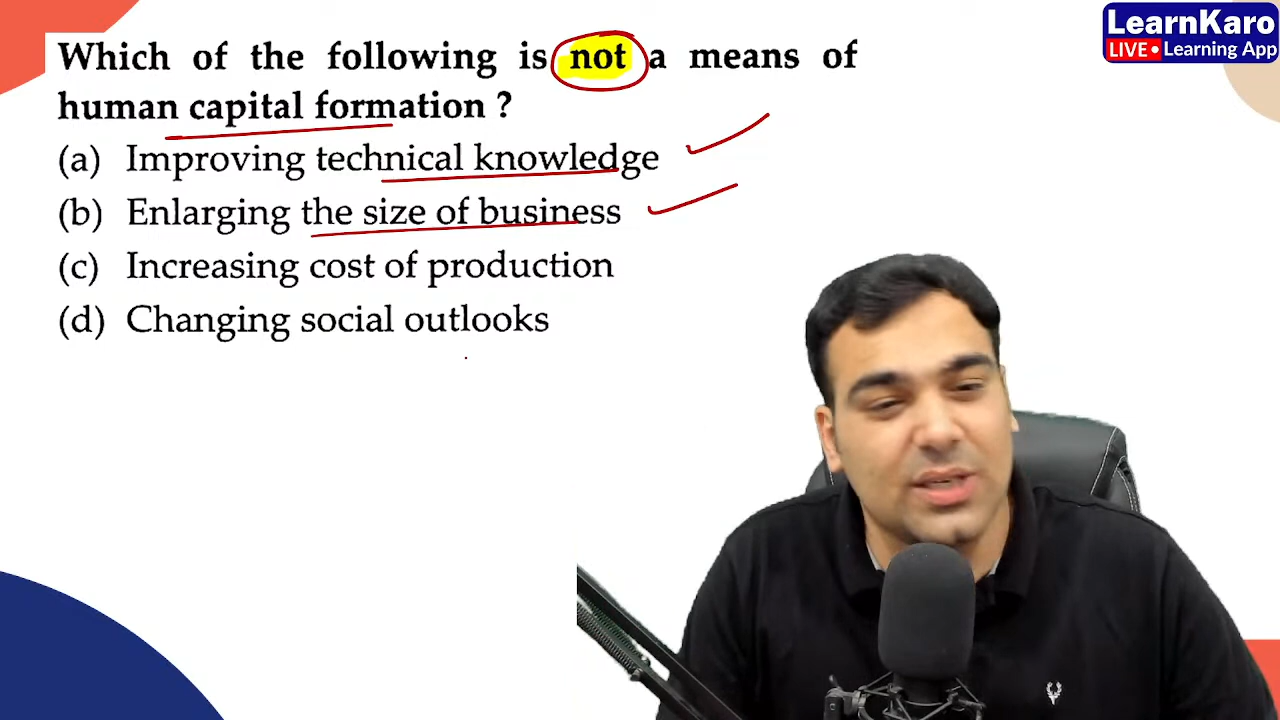 LearnKaro
LIVE • Learning App
Which of the following is not a means of
human capital formation ?
(a) Improving technical knowledge
(b) Enlarging the size of business
(c) Increasing cost of production
(d) Changing social outlooks